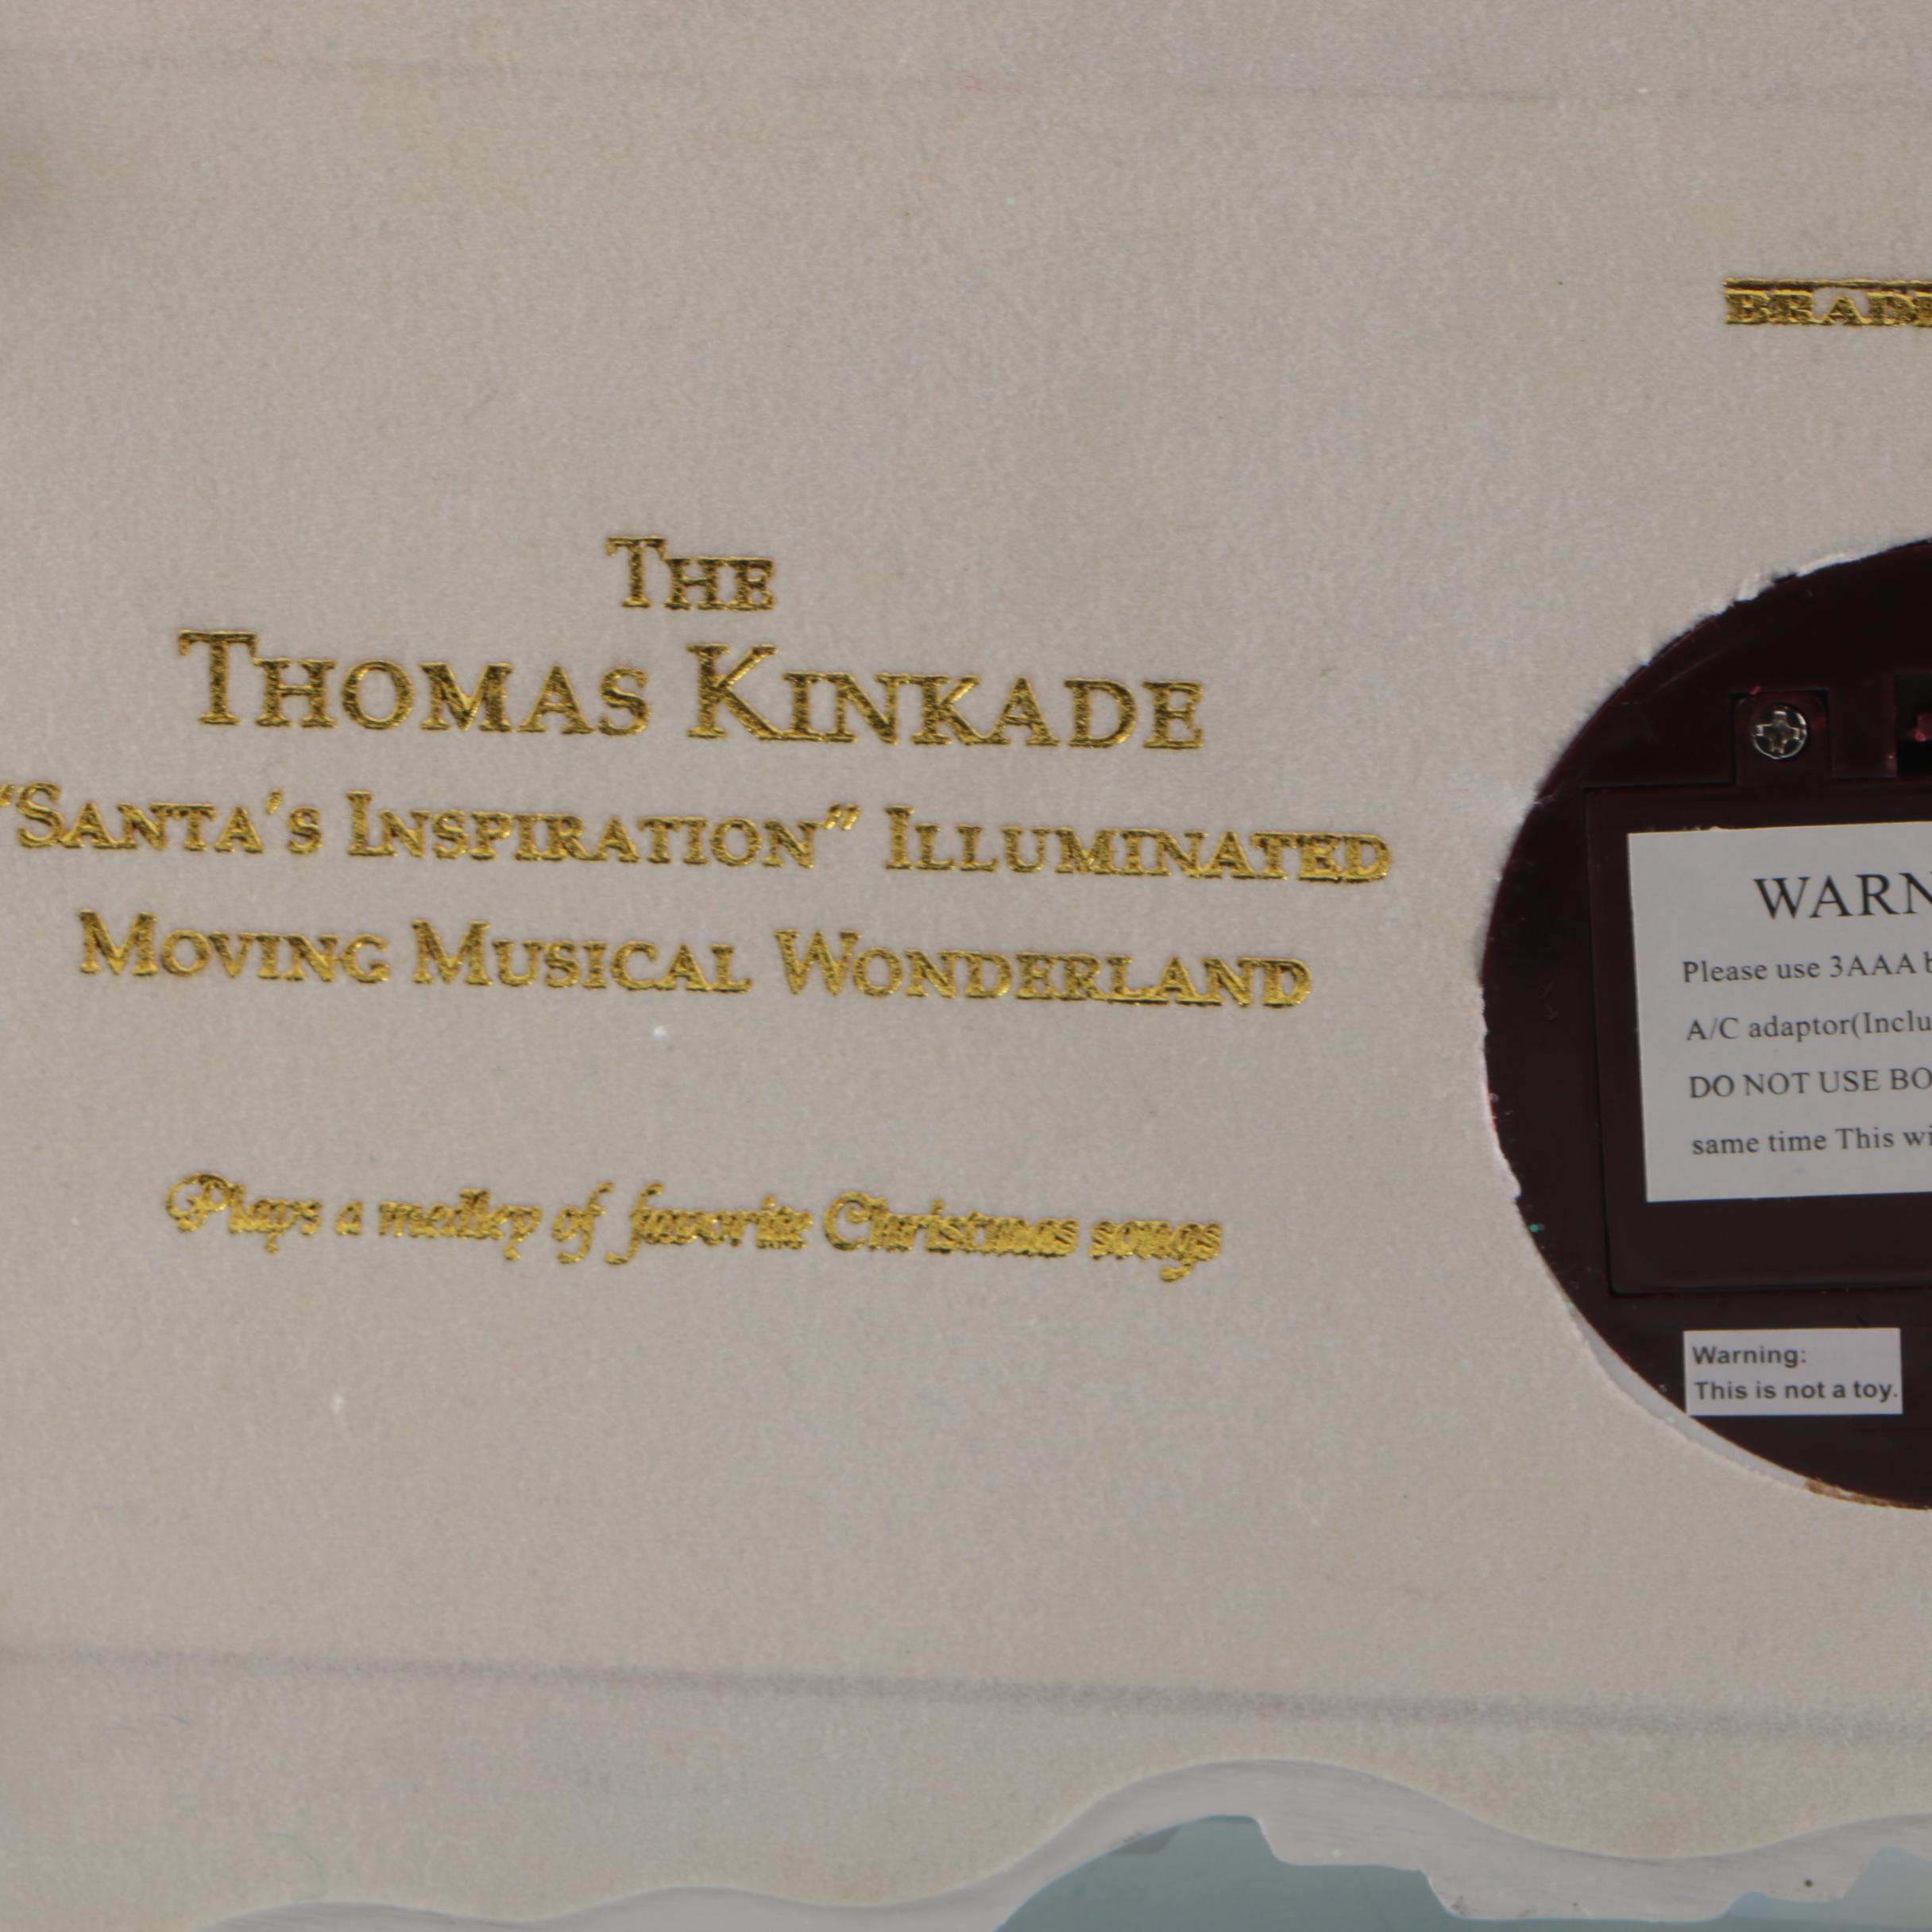 THE
THOMAS KINKADE
"SANTA'S INSPIRATION" ILLUMINATED
MOVING MUSICAL WONDERLAND
Plays a medley of favorite Christmas songs
WARN
Please use 3AAA
A/C adaptor(Inclu
DO NOT USE BO
same time This wi
Warning:
This is not a toy.